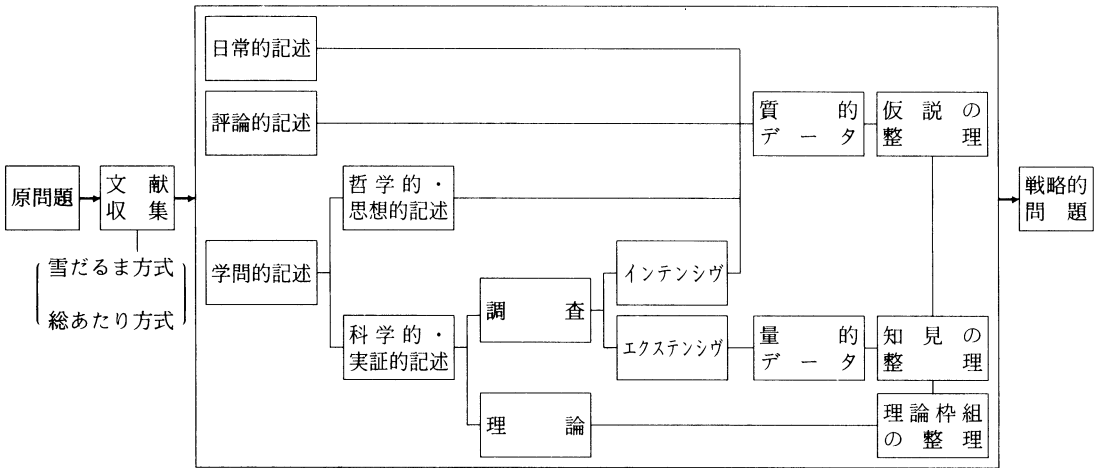 原問題
文献
収集
雪だるま方式
総あたり方式
日常的記述
評論的記述
学問的記述
哲学的・
思想的記述
科学的・
実証的記述
調査
理論
インテンシヴ
エクステンシヴ
質的
データ
量的
データ
仮説の
整理
知見の
整理
理論枠組
の整理
戦略的
問題